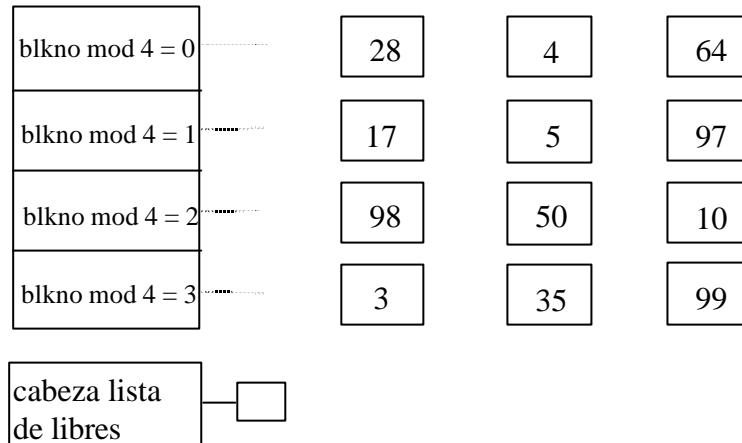 blkno mod 4 = 0 28 4 64
blkno mod 4 = 1 17 5 97
blkno mod 4 = 2 98 50 10
blkno mod 4 = 3 3 35 99
cabeza lista
de libres